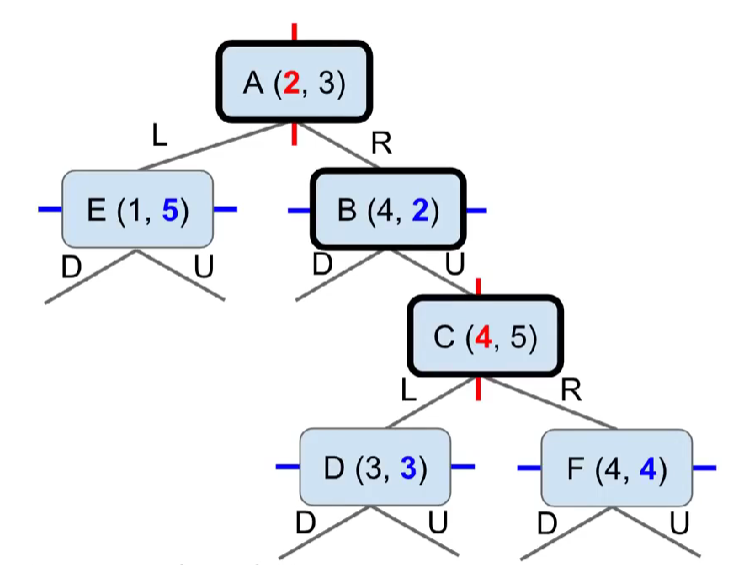 A (2, 3)
L R
E (1, 5) B (4, 2)
D U D U
C (4, 5)
L R
D (3, 3) F (4, 4)
D U D U